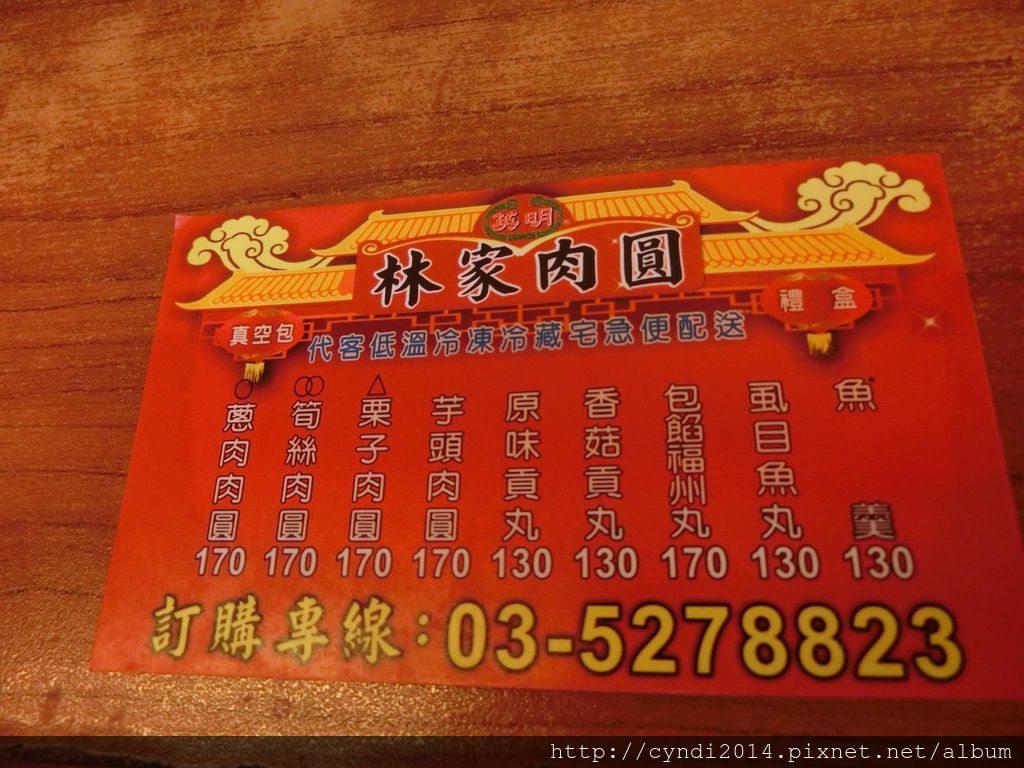 明
林家肉圓
真空包
禮盒
代客低溫冷凍冷藏宅急便配送
蔥肉肉圓 170
筍絲肉圓 170
栗子肉圓 170
芋頭肉圓 170
原味貢丸 130
香菇貢丸 130
包餡福州丸 170
虱目魚丸 130
魚羹 130
訂購專線：03-5278823
http://cyndi2014.pixnet.net/album